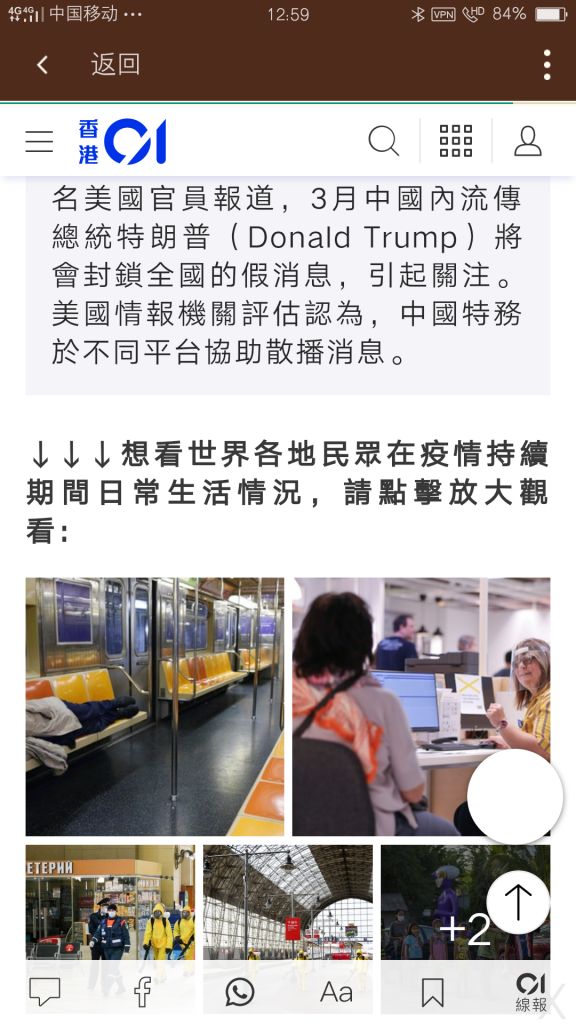 4G 4G 中国移动 ··· 12:59 VPN HD 84%
返回
香港 01
名美國官員報道，3月中國內流傳
總統特朗普（Donald Trump）將
會封鎖全國的假消息，引起關注。
美國情報機關評估認為，中國特務
於不同平台協助散播消息。
↓↓↓想看世界各地民眾在疫情持續
期間日常生活情況，請點擊放大觀
看：
ЕТЕРИЙ
+2
Aa
01
線報